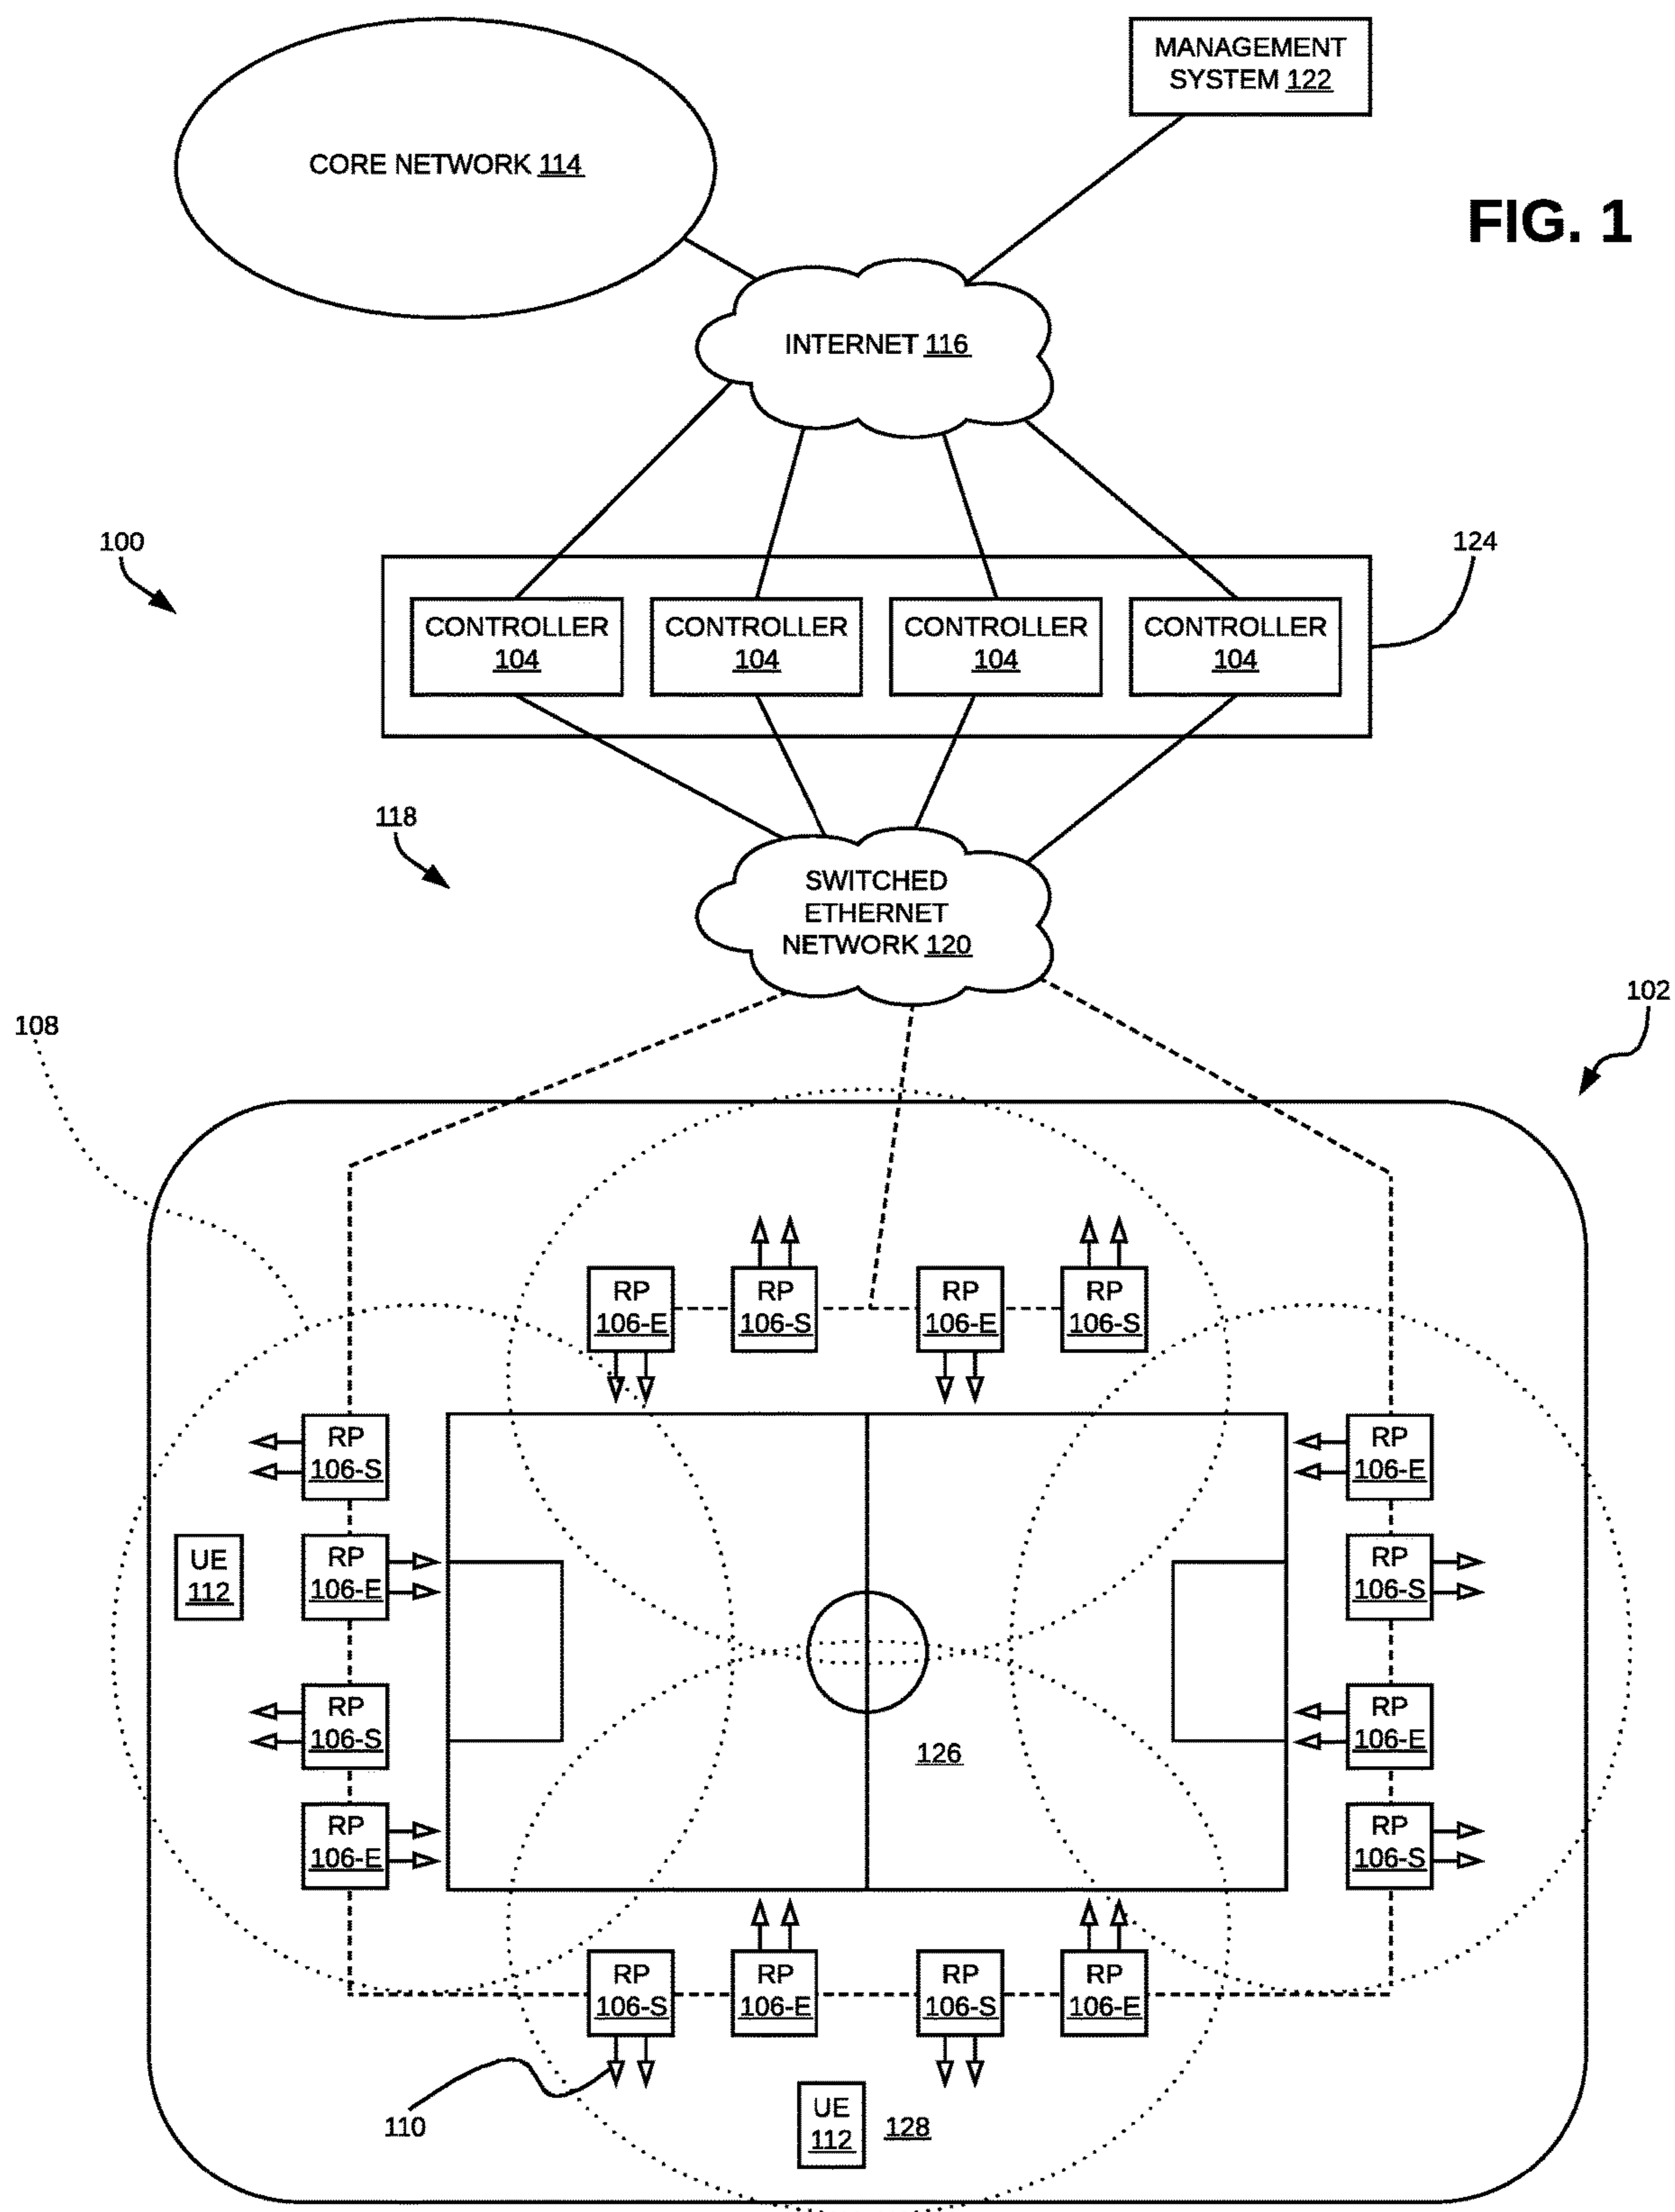 MANAGEMENT
SYSTEM 122
CORE NETWORK 114
FIG. 1
INTERNET 116
100
124
CONTROLLER
104
CONTROLLER
104
CONTROLLER
104
CONTROLLER
104
118
SWITCHED
ETHERNET
NETWORK 120
102
108
RP
106-E
RP
106-S
RP
106-E
RP
106-S
RP
106-S
RP
106-E
UE
112
RP
106-E
RP
106-S
RP
106-S
RP
106-E
126
RP
106-E
RP
106-S
RP
106-S
RP
106-E
RP
106-S
RP
106-E
110
UE
112
128